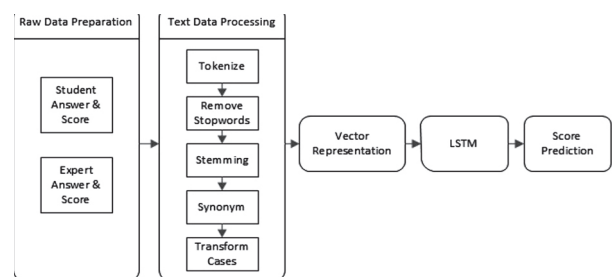 Raw Data Preparation
Student
Answer &
Score
Expert
Answer &
Score
Text Data Processing
Tokenize
Remove
Stopwords
Stemming
Synonym
Transform
Cases
Vector
Representation
LSTM
Score
Prediction